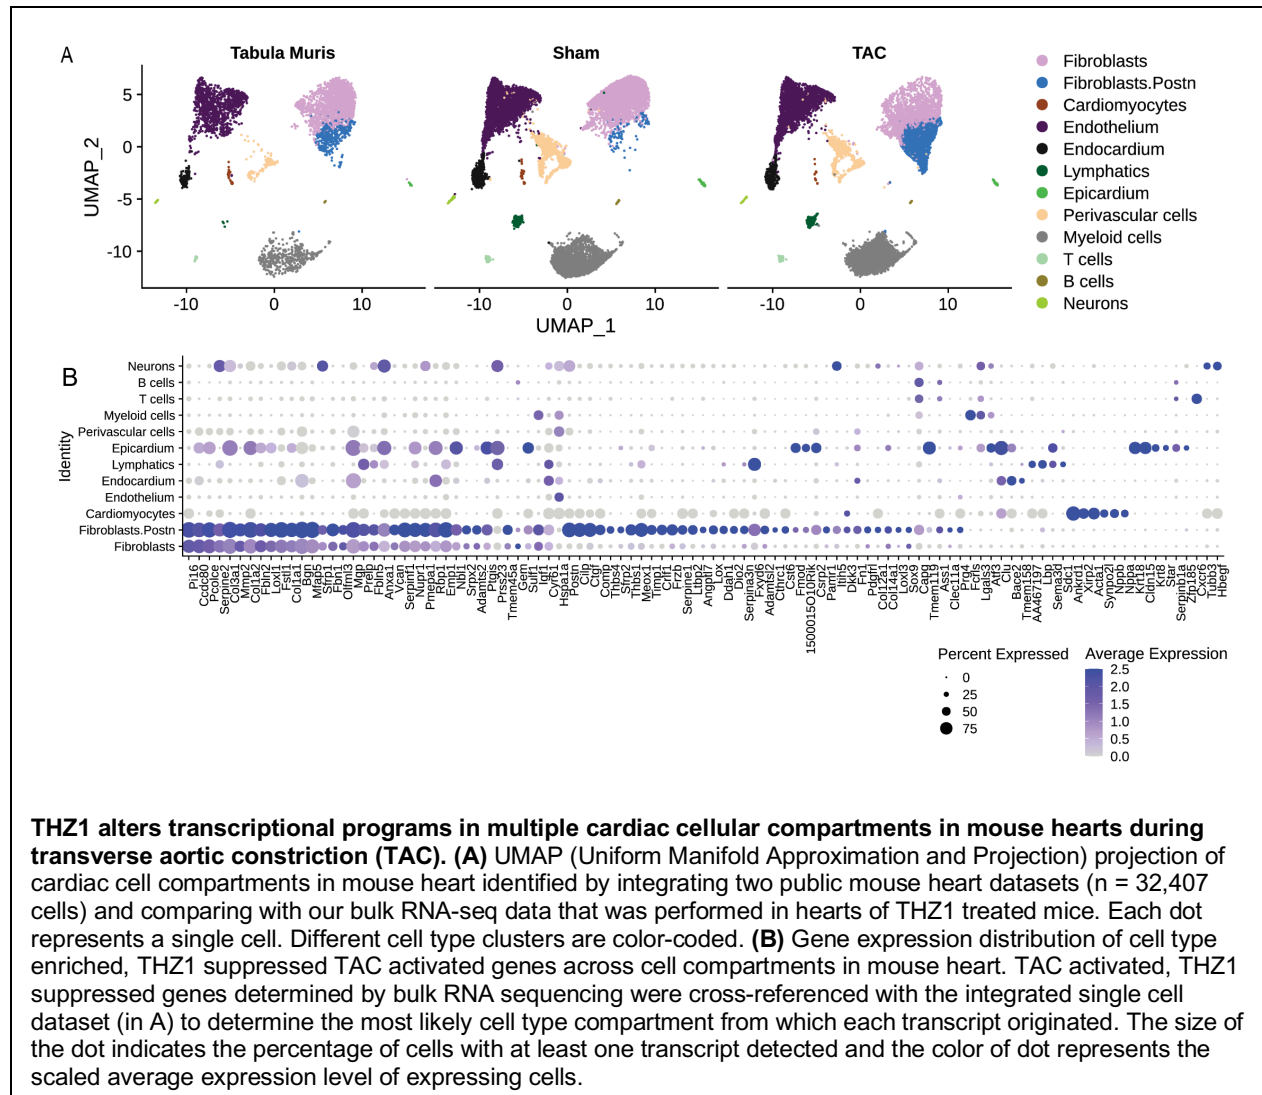 A
Tabula Muris
Sham
TAC
UMAP_2
5
0
-5
-10
-10 0 10
-10 0 10
-10 0 10
UMAP_1
Fibroblasts
Fibroblasts.Postn
Cardiomyocytes
Endothelium
Endocardium
Lymphatics
Epicardium
Perivascular cells
Myeloid cells
T cells
B cells
Neurons
B
Identity
Neurons
B cells
T cells
Myeloid cells
Perivascular cells
Epicardium
Lymphatics
Endocardium
Endothelium
Cardiomyocytes
Fibroblasts.Postn
Fibroblasts
Pi16
Ccdc80
Pcolce
Serpine2
Col3a1
Mmp2
Col1a2
Fbln2
Loxl1
Fstl1
Col1a1
Bgn
Mfap5
Sfrp1
Fbn1
Olfml3
Mgp
Prelp
Fbln5
Anxa1
Vcan
Serpinf1
Nupr1
Pmepa1
Rbp1
Emp1
Nbl1
Srpx2
Adamts2
Ptgis
Prss23
Tmem45a
Gem
Sulf1
Igf1
Cyr61
Hspa1a
Postn
Cilp
Ctgf
Comp
Thbs4
Sfrp2
Thbs1
Meox1
Timp1
Crlf1
Frzb
Serpine1
Ltbp2
Angptl7
Lox
Ddah1
Dio2
Serpina3n
Fxyd6
Adamtsl2
Cthrc1
Cst6
Fmod
1500015O10Rik
Csrp2
Pamr1
Itih5
Dkk3
Fn1
Pdgfrl
Col12a1
Col14a1
Loxl3
Sox9
Cd44
Tmem119
Ass1
Clec11a
Prg4
Fcrls
Lgals3
Atf3
Clu
Bace2
Tmem158
AA467197
Lbp
Sema3d
Sdc1
Ankrd1
Xirp2
Acta1
Synpo2l
Nppb
Nppa
Krt18
Cldn1
Krt8
Star
Serpinb1a
Zfp185
Cxcr6
Tubb3
Hbegf
Percent Expressed
0
25
50
75
Average Expression
2.5
2.0
1.5
1.0
0.5
0.0
THZ1 alters transcriptional programs in multiple cardiac cellular compartments in mouse hearts during
transverse aortic constriction (TAC). (A) UMAP (Uniform Manifold Approximation and Projection) projection of
cardiac cell compartments in mouse heart identified by integrating two public mouse heart datasets (n = 32,407
cells) and comparing with our bulk RNA-seq data that was performed in hearts of THZ1 treated mice. Each dot
represents a single cell. Different cell type clusters are color-coded. (B) Gene expression distribution of cell type
enriched, THZ1 suppressed TAC activated genes across cell compartments in mouse heart. TAC activated, THZ1
suppressed genes determined by bulk RNA sequencing were cross-referenced with the integrated single cell
dataset (in A) to determine the most likely cell type compartment from which each transcript originated. The size of
the dot indicates the percentage of cells with at least one transcript detected and the color of dot represents the
scaled average expression level of expressing cells.